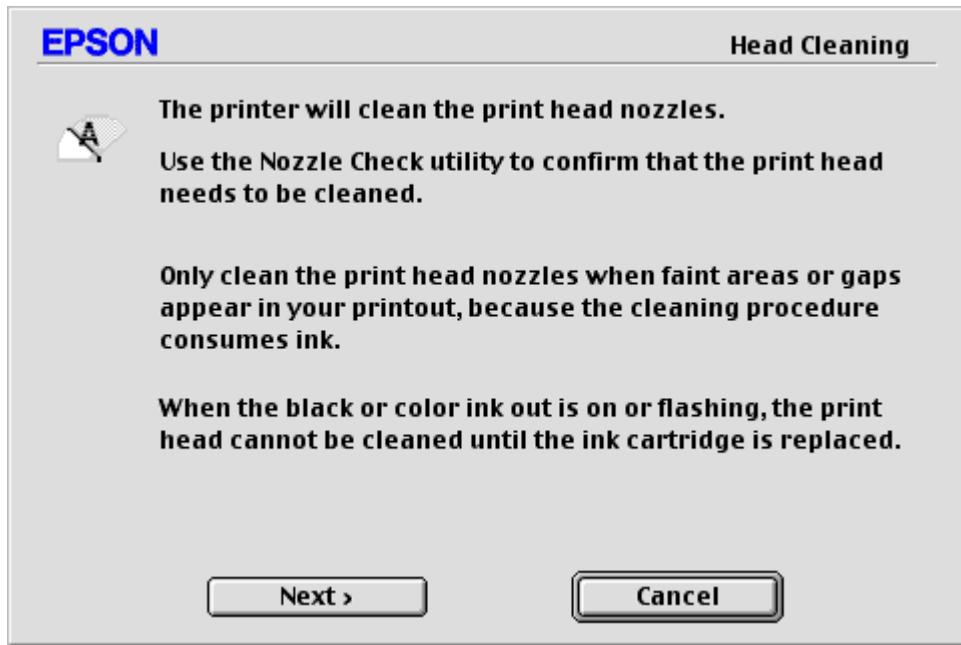 EPSON
Head Cleaning
The printer will clean the print head nozzles.
A
Use the Nozzle Check utility to confirm that the print head
needs to be cleaned.
Only clean the print head nozzles when faint areas or gaps
appear in your printout, because the cleaning procedure
consumes ink.
When the black or color ink out is on or flashing, the print
head cannot be cleaned until the ink cartridge is replaced.
Next ›
Cancel